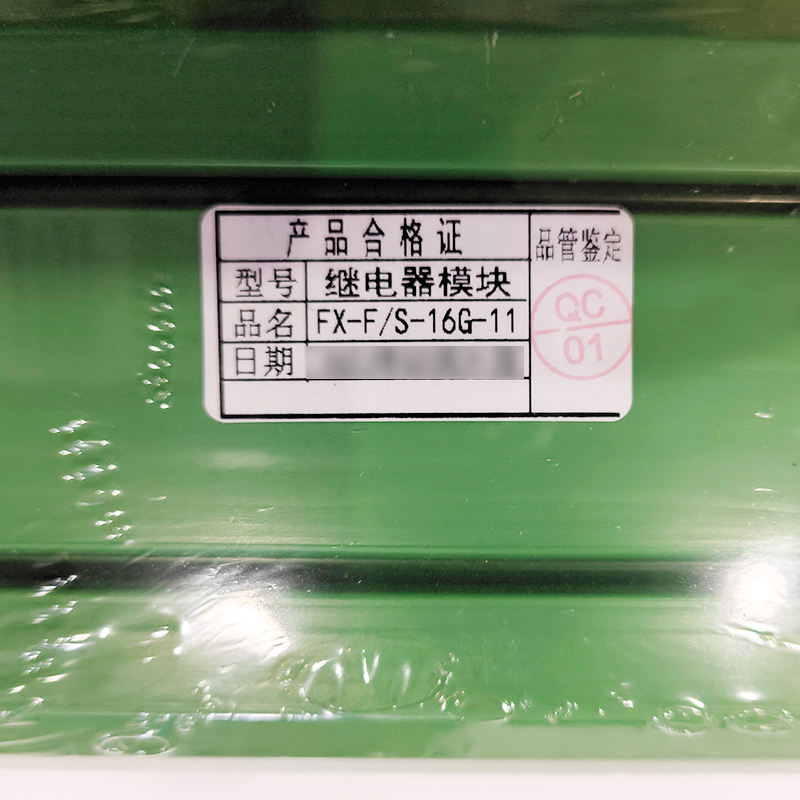 产品合格证
品管鉴定
型号 继电器模块
品名 FX-F/S-16G-11
日期
QC
01